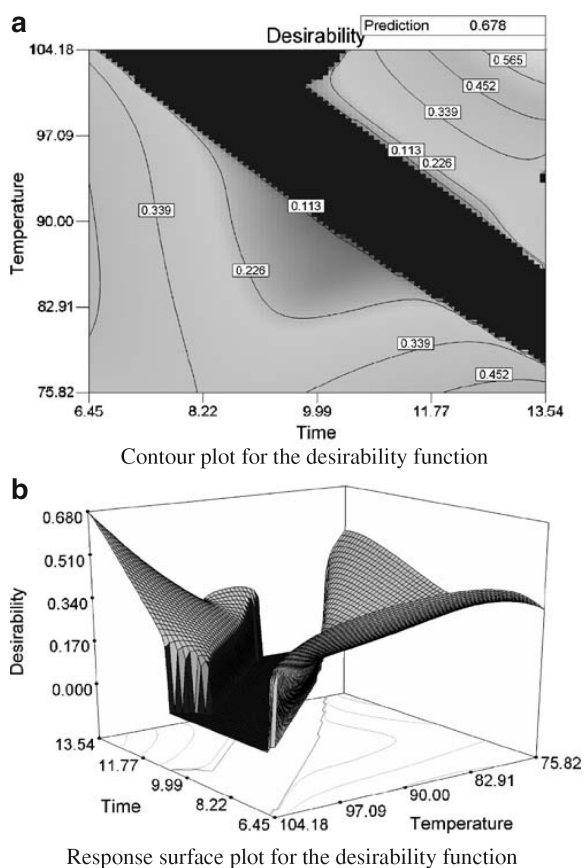 a
Desirability
Prediction 0.678
104.18
0.565
0.452
97.09
0.339
0.113
0.226
Temperature
90.00
0.339
0.113
0.226
82.91
0.339
0.452
75.82
6.45 8.22 9.99 11.77 13.54
Time
Contour plot for the desirability function
b
0.680
0.510
Desirability
0.340
0.170
0.000
13.54
11.77
9.99
8.22
6.45
Time
104.18
97.09
90.00
82.91
75.82
Temperature
Response surface plot for the desirability function